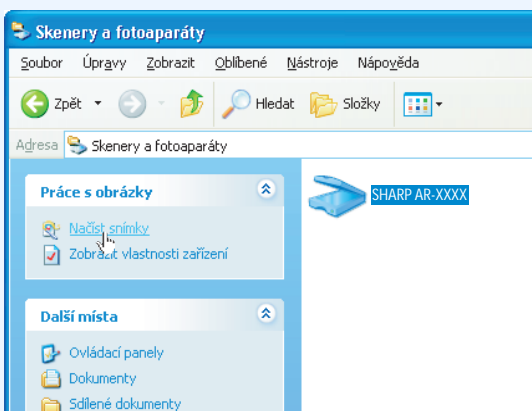 Skenery a fotoaparáty
Soubor Úpravy Zobrazit Oblíbené Nástroje Nápověda
Zpět Hledat Složky
Adresa Skenery a fotoaparáty
Práce s obrázky
SHARP AR-XXXX
Načíst snímky
Zobrazit vlastnosti zařízení
Další místa
Ovládací panely
Dokumenty
Sdílené dokumenty